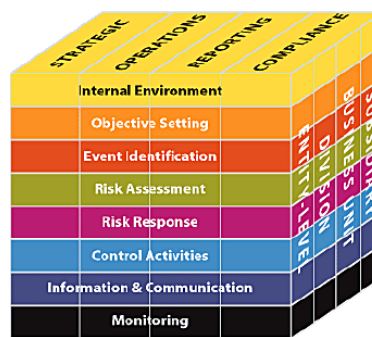 STRATEGIC
OPERATIONS
REPORTING
COMPLIANCE
Internal Environment
Objective Setting
Event Identification
Risk Assessment
Risk Response
Control Activities
Information & Communication
Monitoring
ENTITY-LEVEL
DIVISION
BUSINESS UNIT
SUBSIDIARY